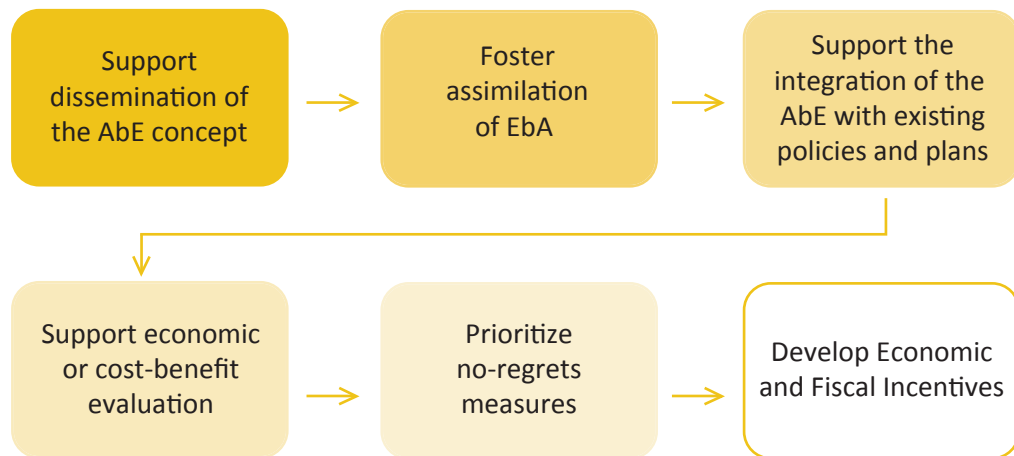 Support
dissemination of
the AbE concept
Foster
assimilation
of EbA
Support the
integration of the
AbE with existing
policies and plans
Support economic
or cost-benefit
evaluation
Prioritize
no-regrets
measures
Develop Economic
and Fiscal Incentives